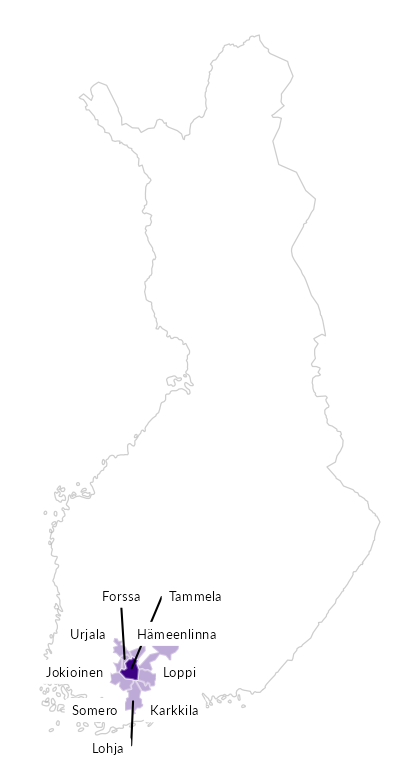 Forssa
Tammela
Urjala
Hämeenlinna
Jokioinen
Loppi
Somero
Karkkila
Lohja